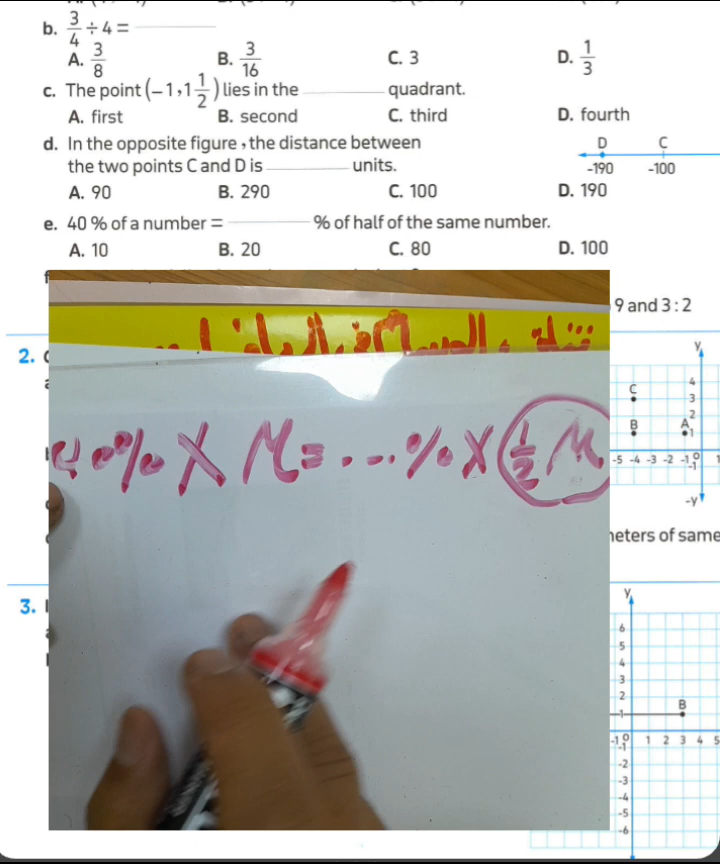 b. 3/4 ÷ 4 =
A. 3/8 B. 3/16 C. 3 D. 1/3
c. The point (−1, 1 1/2) lies in the quadrant.
A. first B. second C. third D. fourth
d. In the opposite figure, the distance between
the two points C and D is units.
D C
-190 -100
A. 90 B. 290 C. 100 D. 190
e. 40 % of a number = % of half of the same number.
A. 10 B. 20 C. 80 D. 100
9 and 3 : 2
2.
y
4
C 3
2
B A 1
-5 -4 -3 -2 -1 0 1
-1
-y
40% X M = ...% X 1/2 M
neters of same
3.
y
6
5
4
3
2
B
1
-1 0 1 2 3 4 5
-1
-2
-3
-4
-5
-6